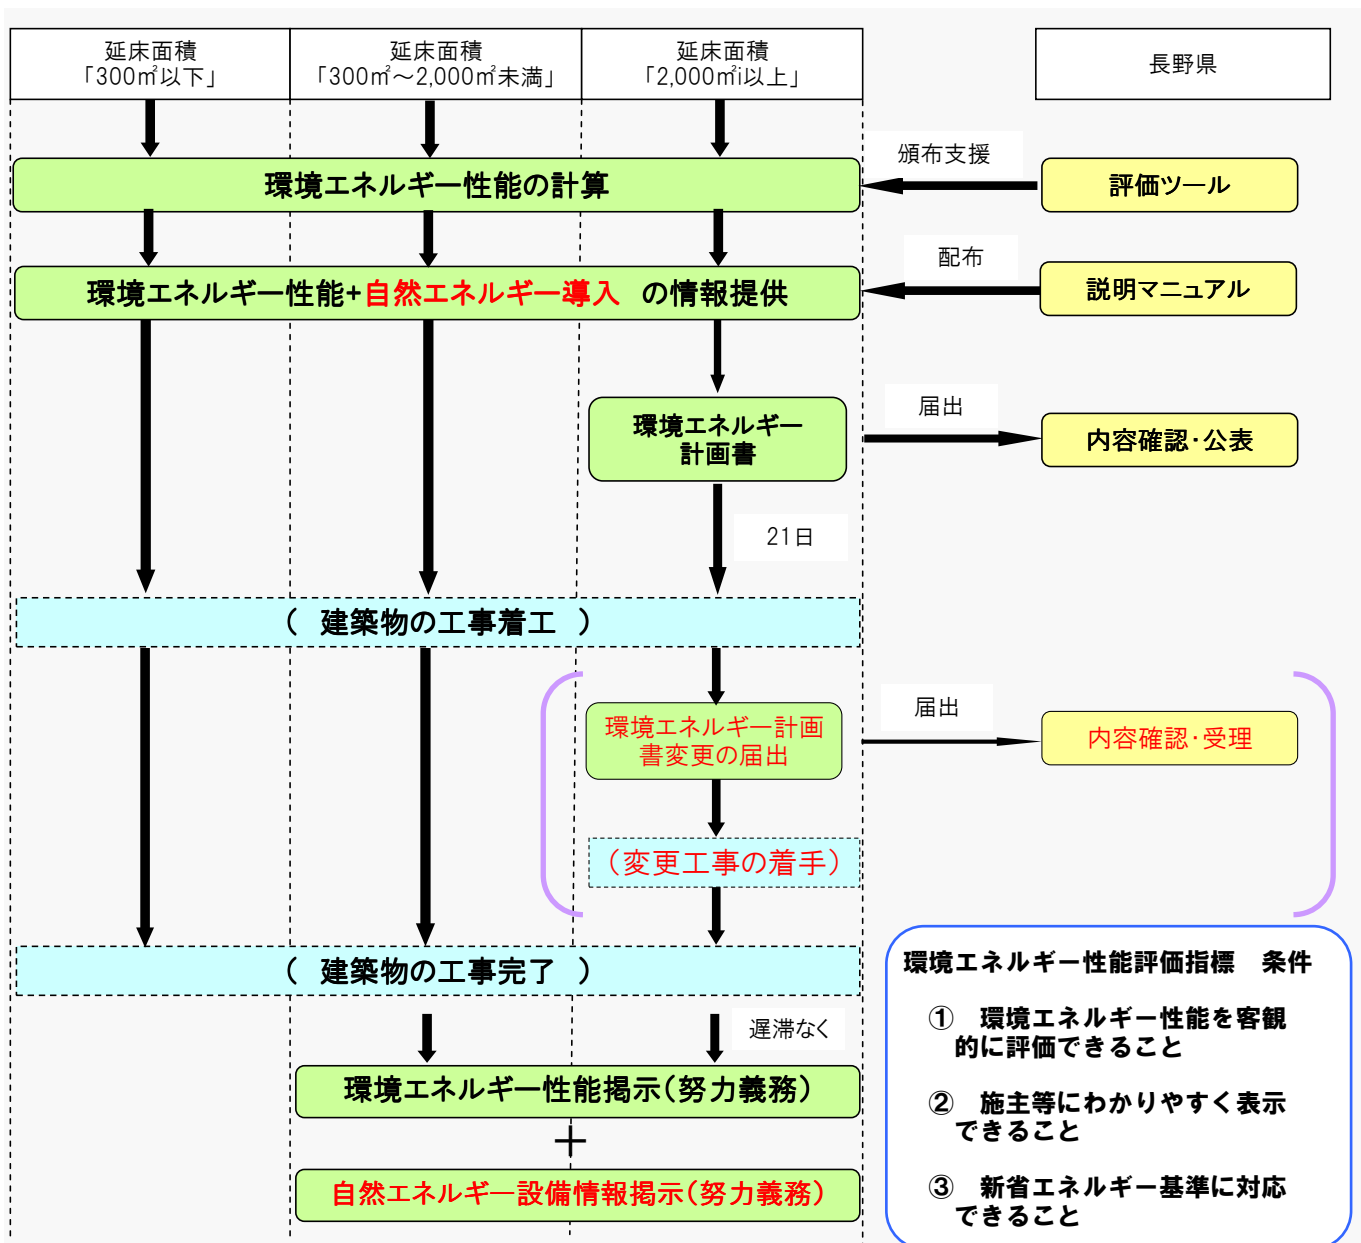 延床面積
「300㎡以下」
延床面積
「300㎡～2,000㎡未満」
延床面積
「2,000㎡i以上」
長野県
環境エネルギー性能の計算
頒布支援
評価ツール
環境エネルギー性能+自然エネルギー導入　の情報提供
配布
説明マニュアル
環境エネルギー
計画書
届出
内容確認・公表
21日
（　建築物の工事着工　）
環境エネルギー計画
書変更の届出
届出
内容確認・受理
（変更工事の着手）
（　建築物の工事完了　）
遅滞なく
環境エネルギー性能掲示（努力義務）
＋
自然エネルギー設備情報掲示（努力義務）
環境エネルギー性能評価指標　条件
①　環境エネルギー性能を客観
的に評価できること
②　施主等にわかりやすく表示
できること
③　新省エネルギー基準に対応
できること